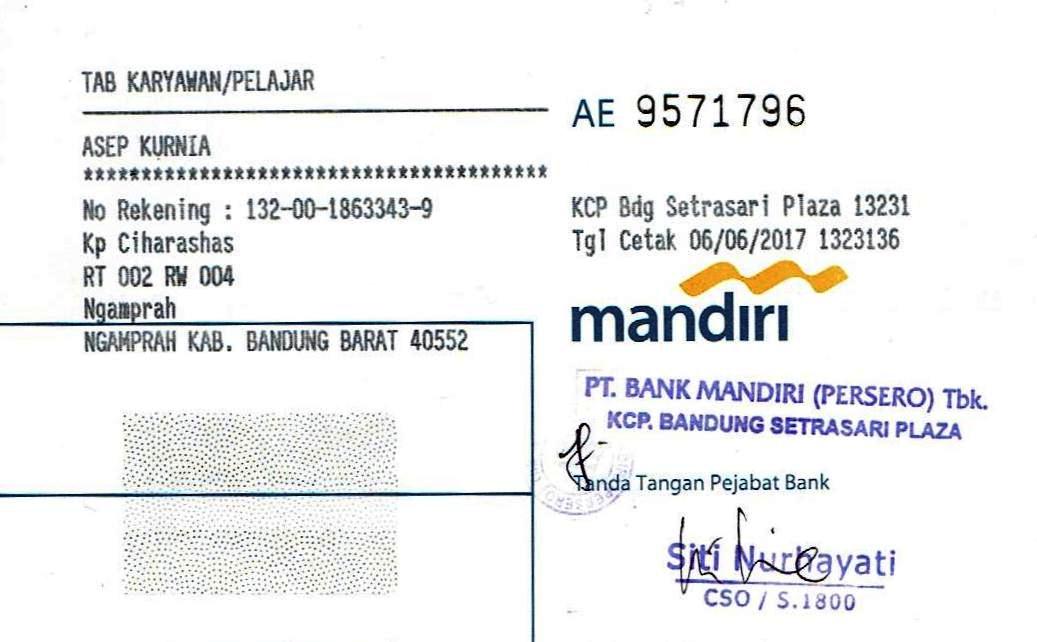 TAB KARYAWAN/PELAJAR
ASEP KURNIA
*****************************************
No Rekening : 132-00-1863343-9
Kp Ciharashas
RT 002 RW 004
Ngamprah
NGAMPRAH KAB. BANDUNG BARAT 40552
AE 9571796
KCP Bdg Setrasari Plaza 13231
Tgl Cetak 06/06/2017 1323136
mandiri
PT. BANK MANDIRI (PERSERO) Tbk.
KCP. BANDUNG SETRASARI PLAZA
Tanda Tangan Pejabat Bank
Siti Nurhayati
CSO / S.1800